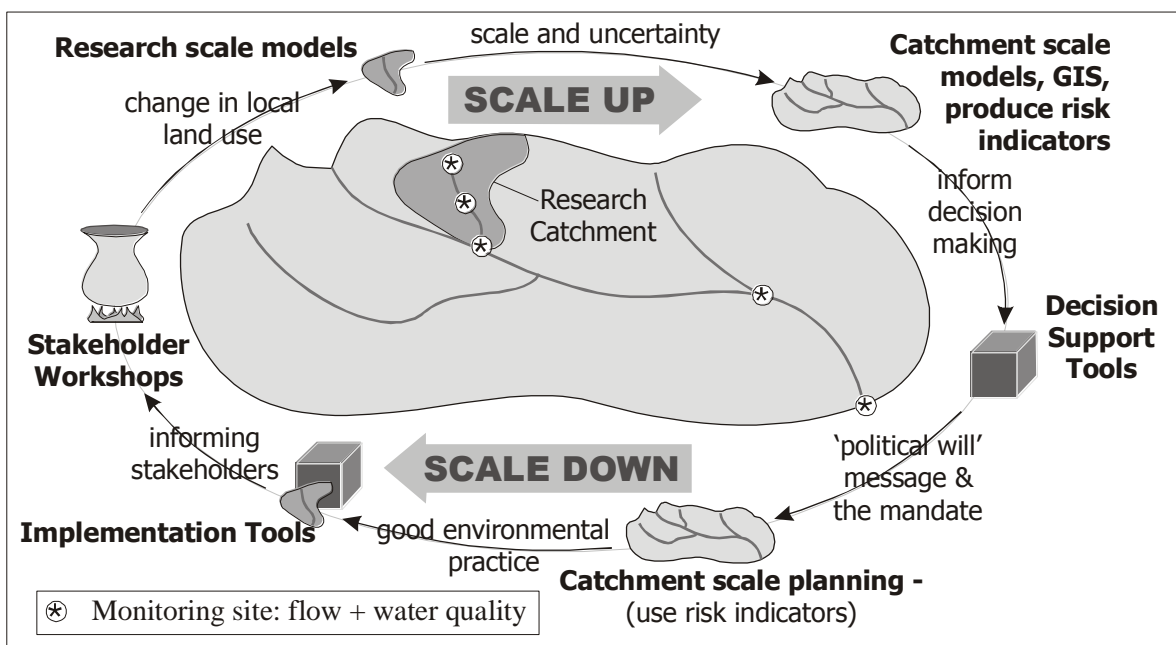 Research scale models
scale and uncertainty
Catchment scale
models, GIS,
produce risk
indicators
change in local
land use
SCALE UP
Research
Catchment
inform
decision
making
Stakeholder
Workshops
Decision
Support
Tools
informing
stakeholders
SCALE DOWN
'political will'
message &
the mandate
Implementation Tools
good environmental
practice
Catchment scale planning -
(use risk indicators)
Monitoring site: flow + water quality